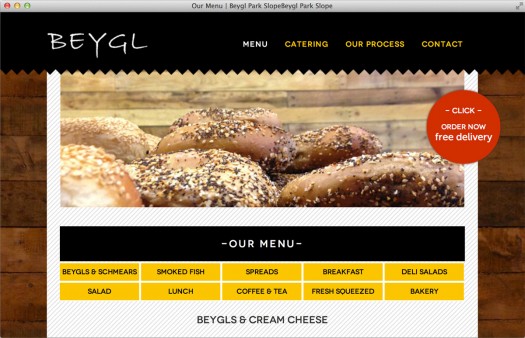 Our Menu | Beygl Park SlopeBeygl Park Slope
BEYGL
MENU CATERING OUR PROCESS CONTACT
– CLICK –
ORDER NOW
free delivery
–OUR MENU–
BEYGLS & SCHMEARS SMOKED FISH SPREADS BREAKFAST DELI SALADS
SALAD LUNCH COFFEE & TEA FRESH SQUEEZED BAKERY
BEYGLS & CREAM CHEESE